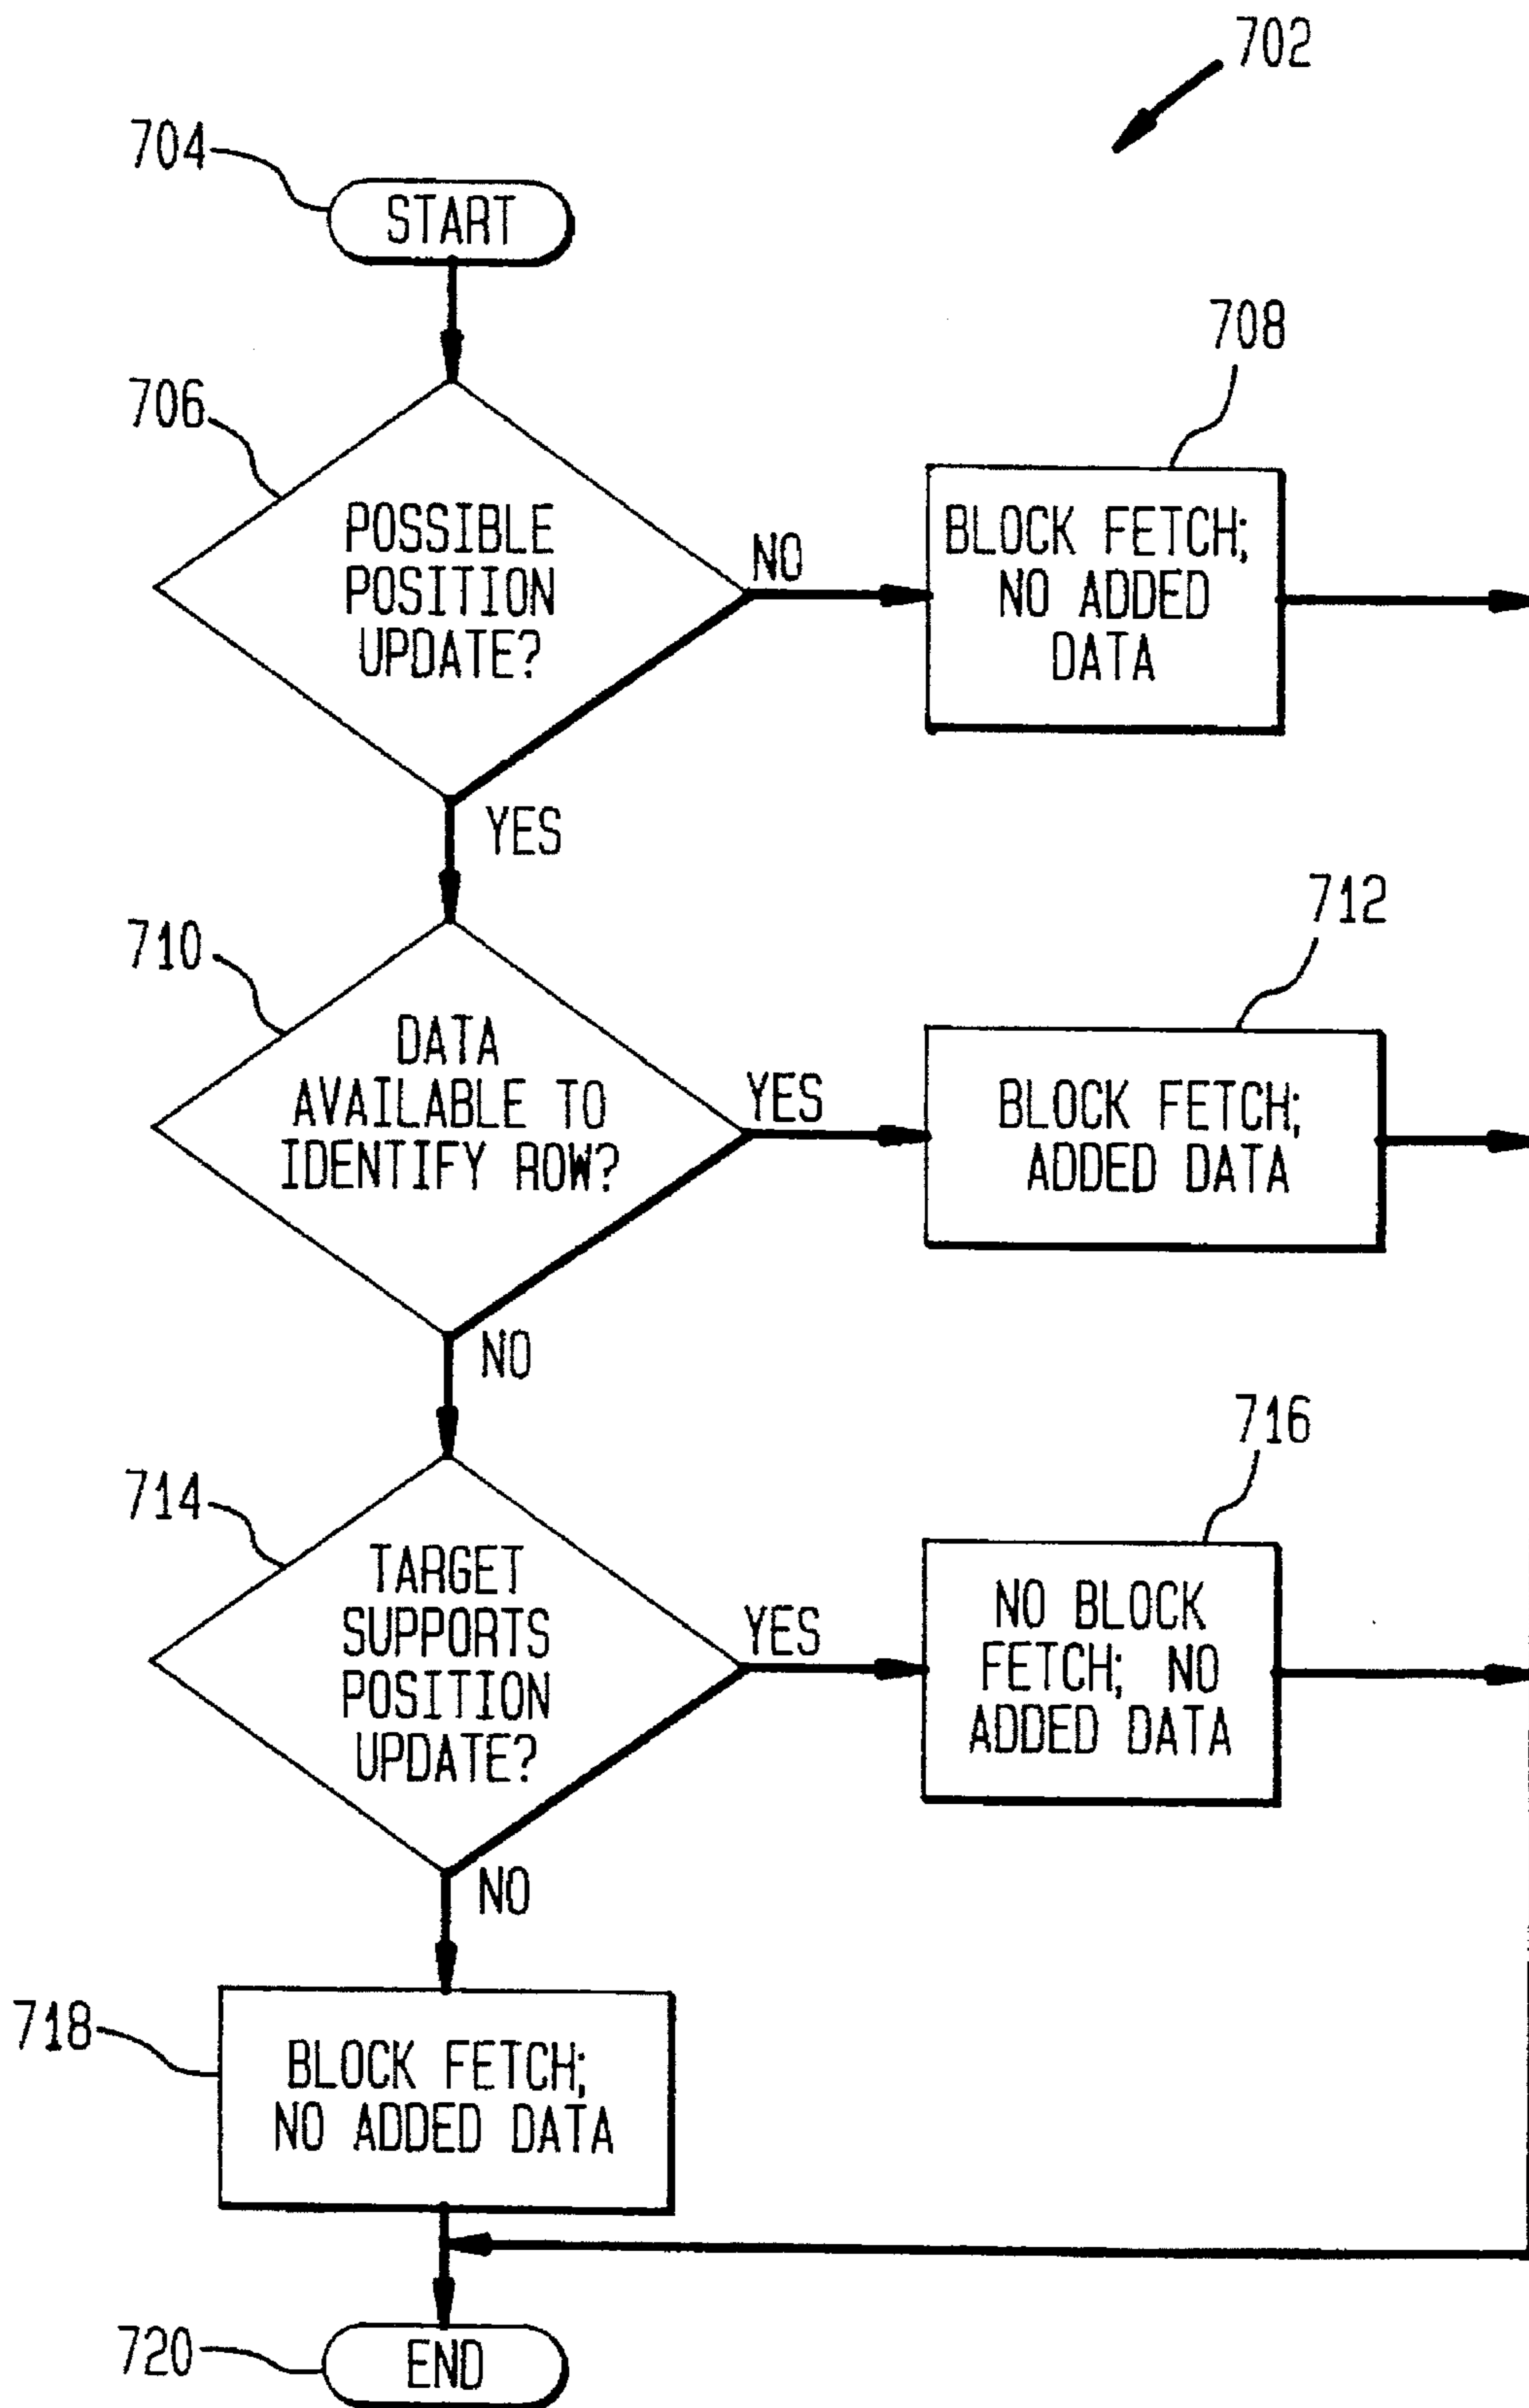 702
704
START
706
POSSIBLE
POSITION
UPDATE?
NO
708
BLOCK FETCH;
NO ADDED
DATA
YES
710
DATA
AVAILABLE TO
IDENTIFY ROW?
YES
712
BLOCK FETCH;
ADDED DATA
NO
714
TARGET
SUPPORTS
POSITION
UPDATE?
YES
716
NO BLOCK
FETCH; NO
ADDED DATA
NO
718
BLOCK FETCH;
NO ADDED DATA
720
END